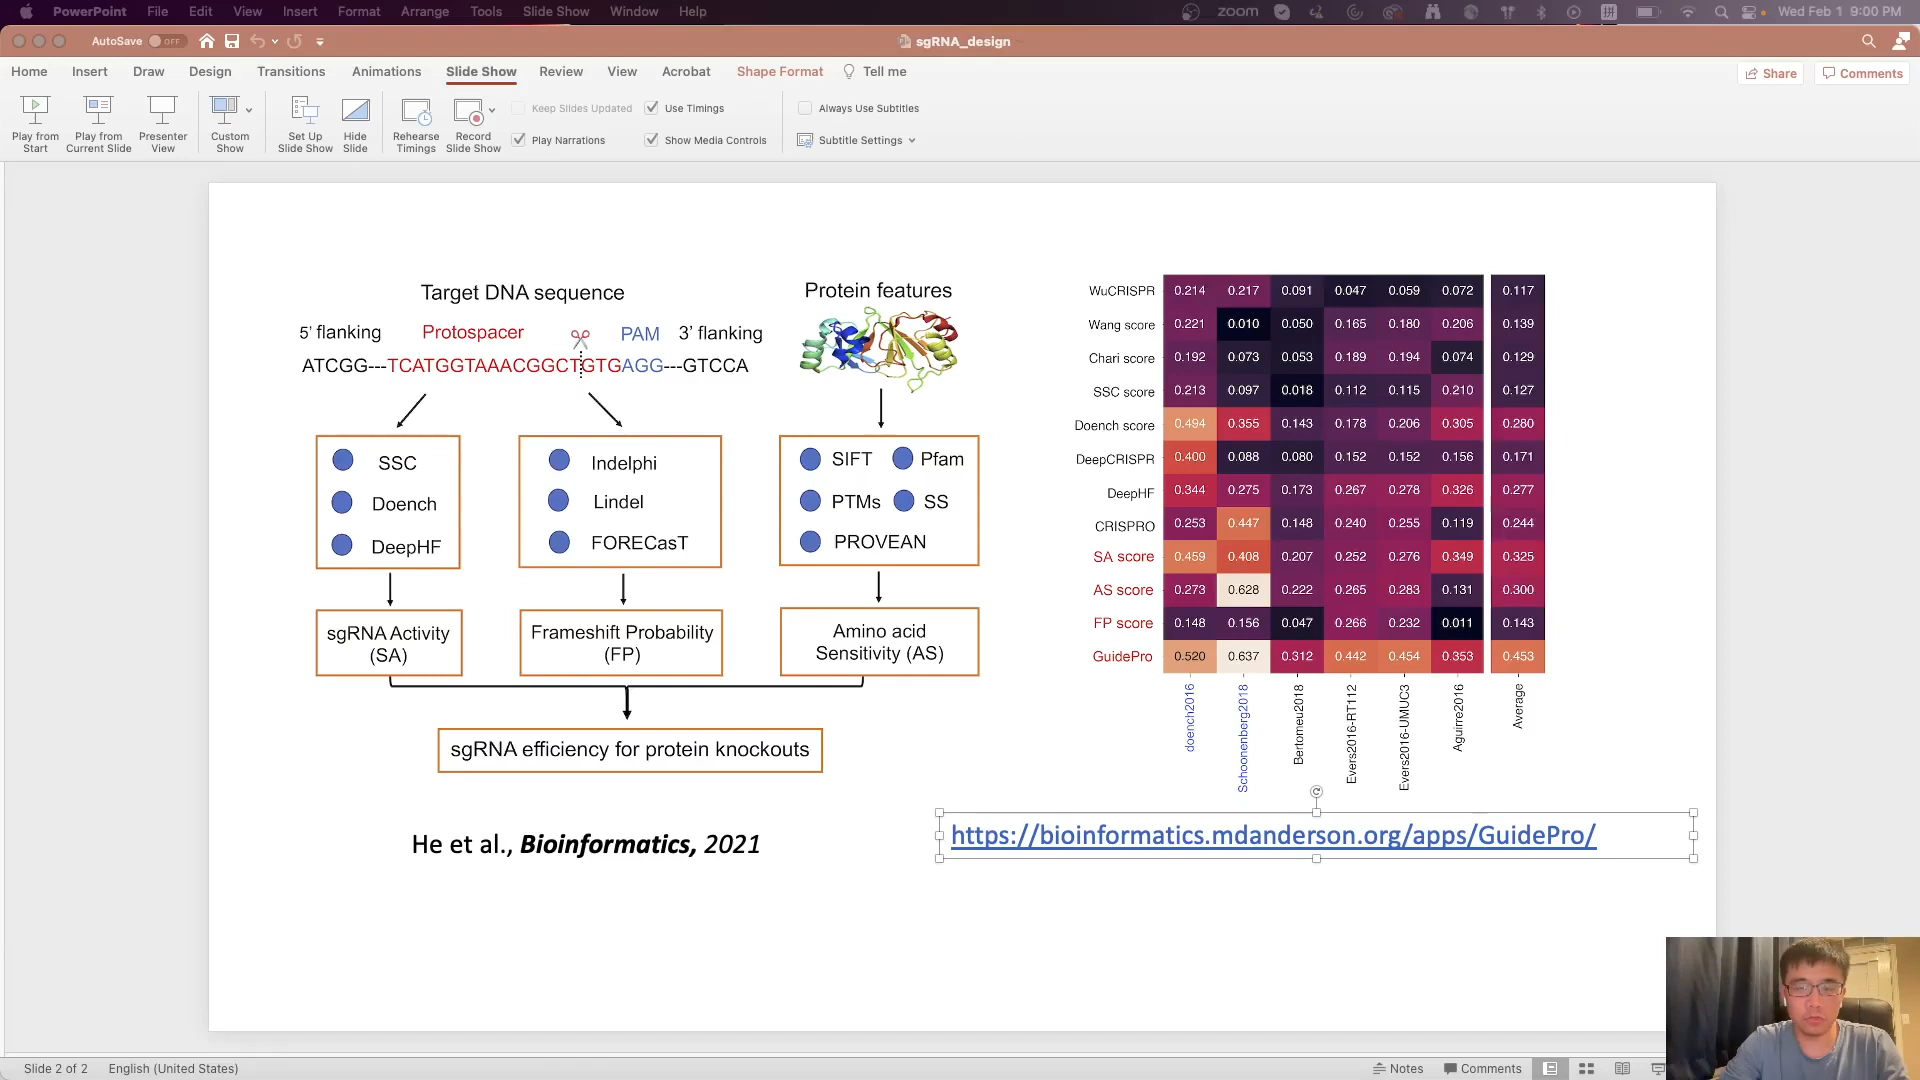 PowerPoint File Edit View Insert Format Arrange Tools Slide Show Window Help zoom Wed Feb 1 9:00 PM
AutoSave OFF sgRNA_design
Home Insert Draw Design Transitions Animations Slide Show Review View Acrobat Shape Format Tell me Share Comments
Keep Slides Updated Use Timings Always Use Subtitles
Play from Start Play from Current Slide Presenter View Custom Show Set Up Slide Show Hide Slide Rehearse Timings Record Slide Show Play Narrations Show Media Controls Subtitle Settings
Target DNA sequence
5' flanking Protospacer PAM 3' flanking
ATCGG---TCATGGTAAACGGCTGTGAGG---GTCCA
Protein features
SSC
Doench
DeepHF
Indelphi
Lindel
FORECasT
SIFT Pfam
PTMs SS
PROVEAN
sgRNA Activity
(SA)
Frameshift Probability
(FP)
Amino acid
Sensitivity (AS)
sgRNA efficiency for protein knockouts
He et al., Bioinformatics, 2021
WuCRISPR 0.214 0.217 0.091 0.047 0.059 0.072 0.117
Wang score 0.221 0.010 0.050 0.165 0.180 0.206 0.139
Chari score 0.192 0.073 0.053 0.189 0.194 0.074 0.129
SSC score 0.213 0.097 0.018 0.112 0.115 0.210 0.127
Doench score 0.494 0.355 0.143 0.178 0.206 0.305 0.280
DeepCRISPR 0.400 0.088 0.080 0.152 0.152 0.156 0.171
DeepHF 0.344 0.275 0.173 0.267 0.278 0.326 0.277
CRISPRO 0.253 0.447 0.148 0.240 0.255 0.119 0.244
SA score 0.459 0.408 0.207 0.252 0.276 0.349 0.325
AS score 0.273 0.628 0.222 0.265 0.283 0.131 0.300
FP score 0.148 0.156 0.047 0.266 0.232 0.011 0.143
GuidePro 0.520 0.637 0.312 0.442 0.454 0.353 0.453
doench2016 Schoonenberg2018 Bertomeu2018 Evers2016-RT112 Evers2016-UMUC3 Aguirre2016 Average
https://bioinformatics.mdanderson.org/apps/GuidePro/
Slide 2 of 2 English (United States) Notes Comments